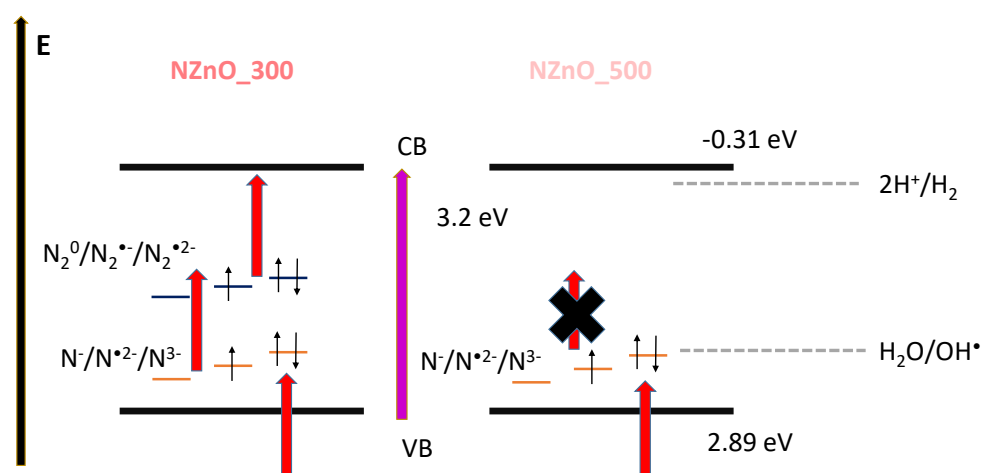 E
NZnO_300
NZnO_500
-0.31 eV
CB
2H⁺/H₂
3.2 eV
N₂⁰/N₂•⁻/N₂•²⁻
N⁻/N•²⁻/N³⁻
N⁻/N•²⁻/N³⁻
H₂O/OH•
VB
2.89 eV